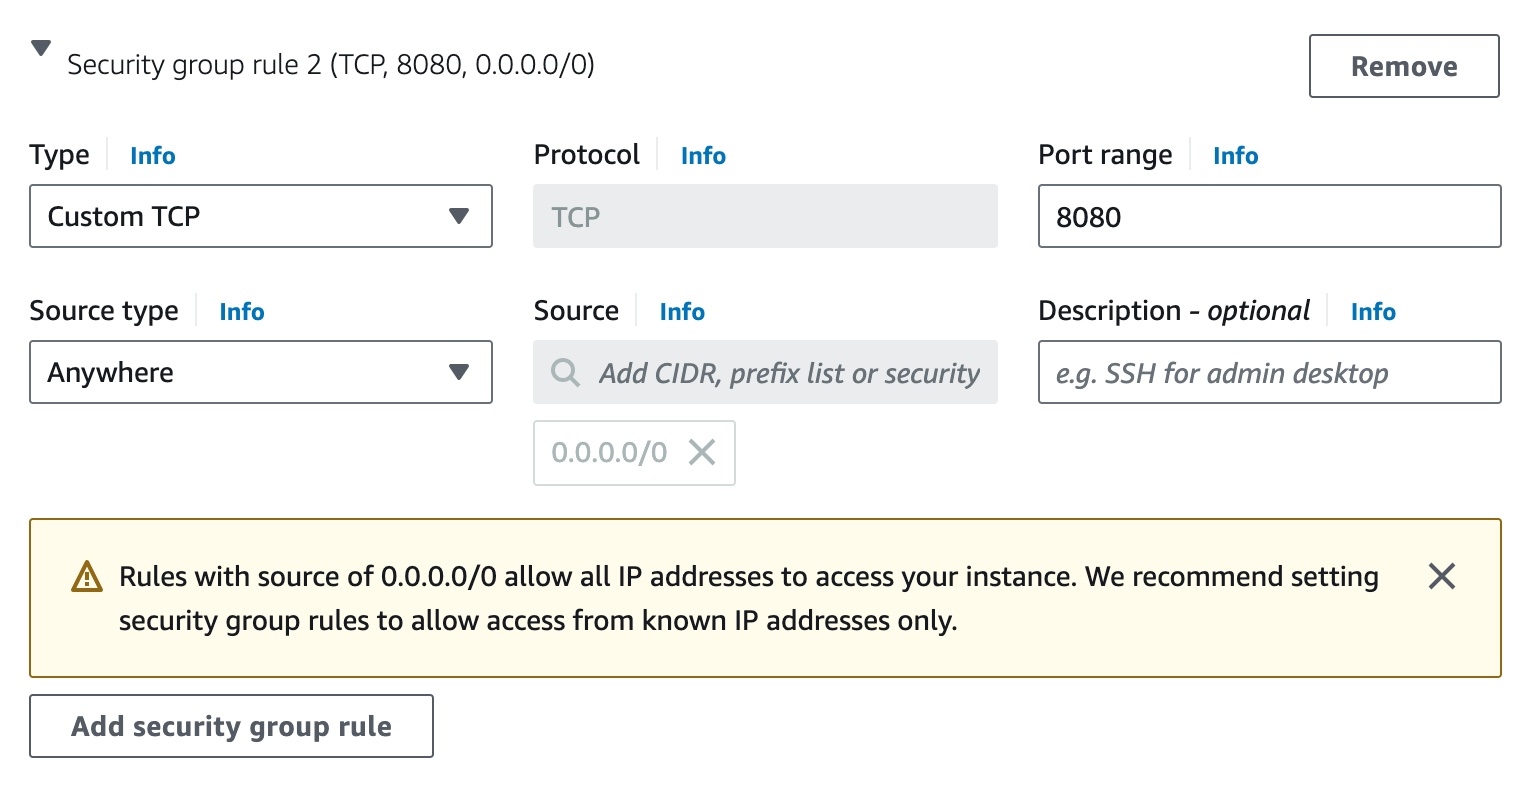 Security group rule 2 (TCP, 8080, 0.0.0.0/0)
Remove
Type Info
Protocol Info
Port range Info
Custom TCP
TCP
8080
Source type Info
Source Info
Description - optional Info
Anywhere
Add CIDR, prefix list or security
e.g. SSH for admin desktop
0.0.0.0/0
Rules with source of 0.0.0.0/0 allow all IP addresses to access your instance. We recommend setting
security group rules to allow access from known IP addresses only.
Add security group rule